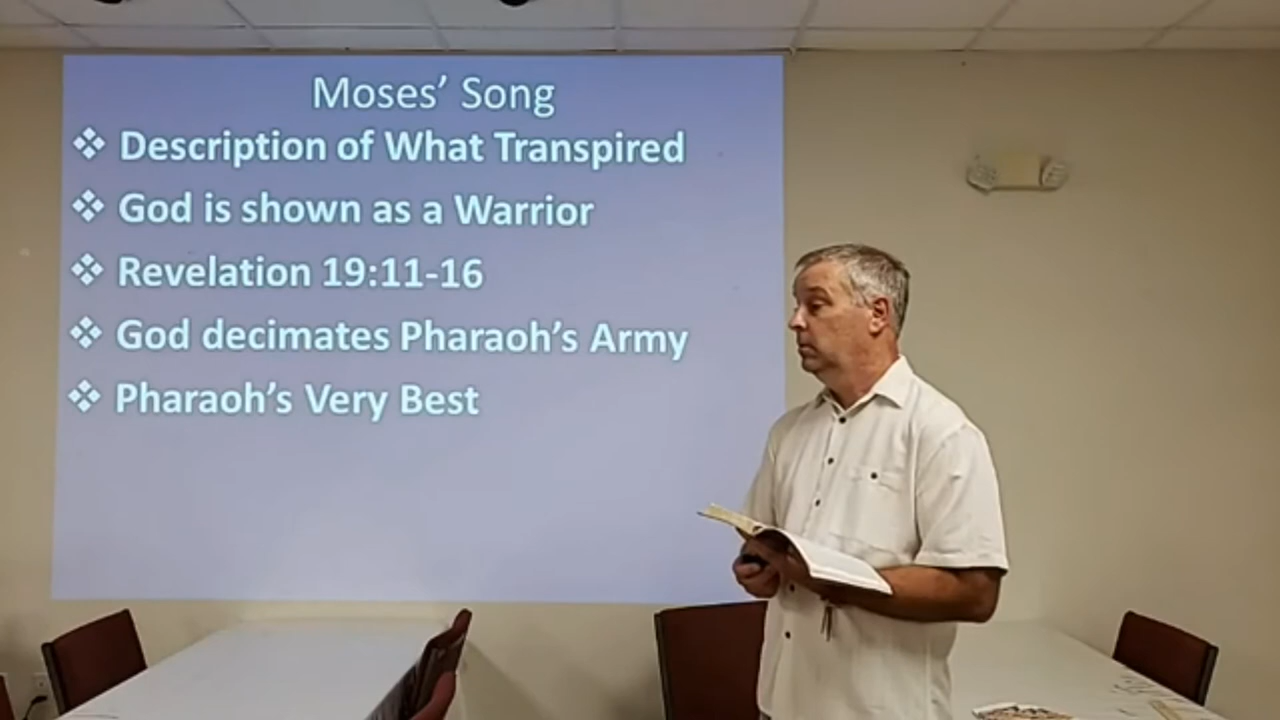 Moses’ Song
❖ Description of What Transpired
❖ God is shown as a Warrior
❖ Revelation 19:11-16
❖ God decimates Pharaoh’s Army
❖ Pharaoh’s Very Best